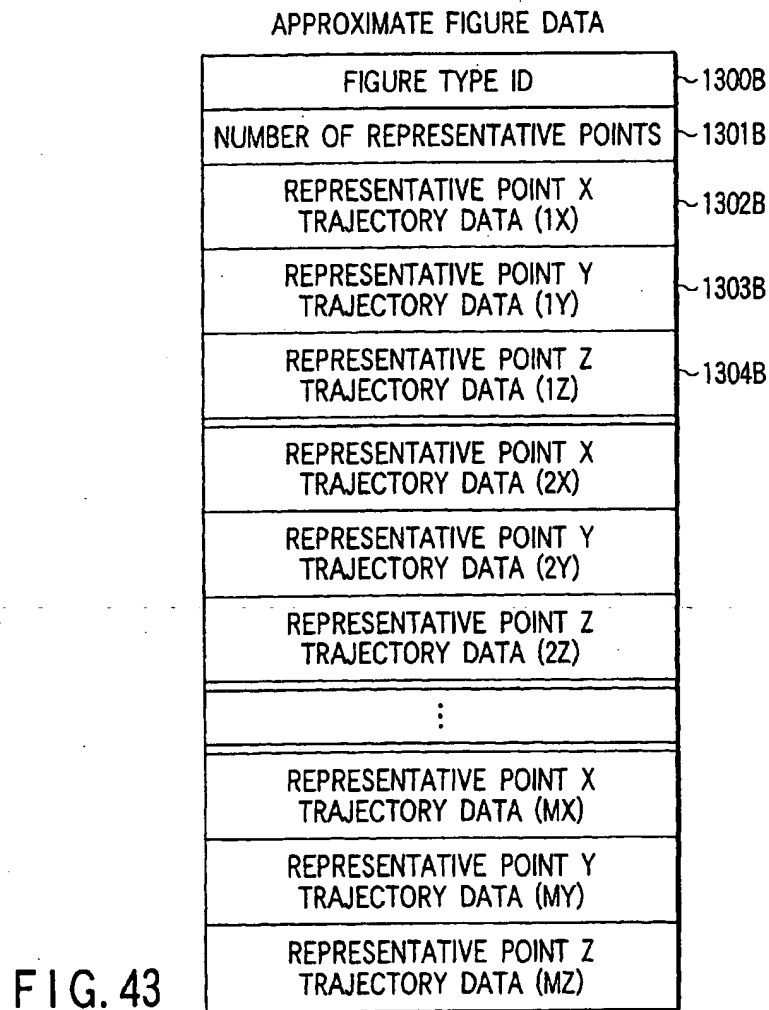 APPROXIMATE FIGURE DATA
FIGURE TYPE ID
1300B
NUMBER OF REPRESENTATIVE POINTS
1301B
REPRESENTATIVE POINT X
TRAJECTORY DATA (1X)
1302B
REPRESENTATIVE POINT Y
TRAJECTORY DATA (1Y)
1303B
REPRESENTATIVE POINT Z
TRAJECTORY DATA (1Z)
1304B
REPRESENTATIVE POINT X
TRAJECTORY DATA (2X)
REPRESENTATIVE POINT Y
TRAJECTORY DATA (2Y)
REPRESENTATIVE POINT Z
TRAJECTORY DATA (2Z)
⋮
REPRESENTATIVE POINT X
TRAJECTORY DATA (MX)
REPRESENTATIVE POINT Y
TRAJECTORY DATA (MY)
REPRESENTATIVE POINT Z
TRAJECTORY DATA (MZ)
FIG. 43